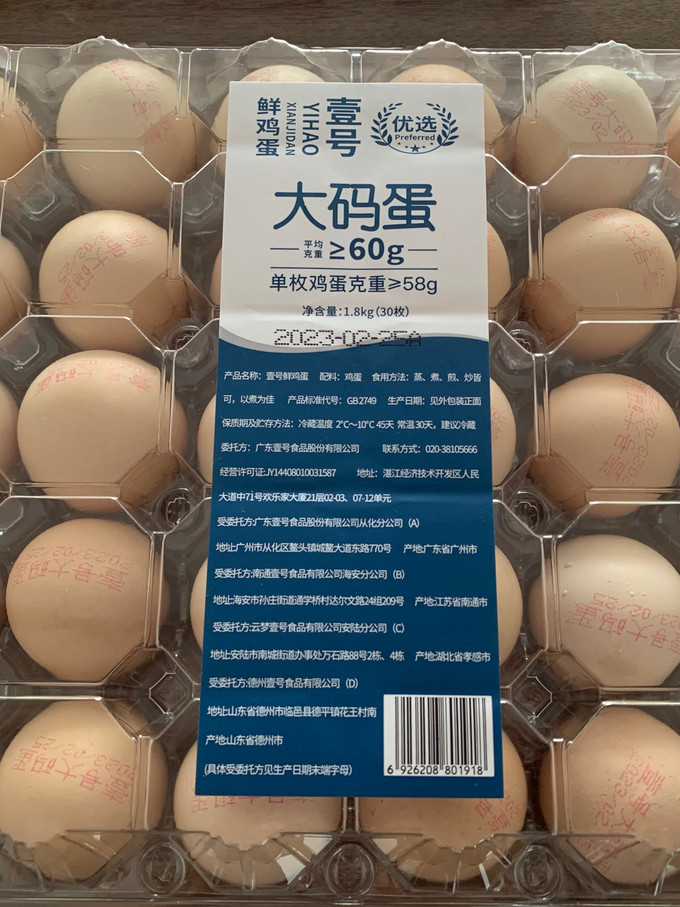 鲜鸡蛋
XIANJIDAN
YIHAO
壹号
优选
Preferred
大码蛋
平均克重 ≥60g
单枚鸡蛋克重≥58g
净含量:1.8kg(30枚)
2023-02-25A
产品名称：壹号鲜鸡蛋 配料：鸡蛋 食用方法：蒸、煮、煎、炒皆
可，以煮为佳 产品标准代号：GB2749 生产日期：见外包装正面
保质期及贮存方法：冷藏温度 2℃～10℃ 45天 常温30天，建议冷藏
委托方：广东壹号食品股份有限公司 联系方式：020-38105666
经营许可证:JY14408010031587 地址：湛江经济技术开发区人民
大道中71号欢乐家大厦21层02-03、07-12单元
受委托方:广东壹号食品股份有限公司从化分公司（A）
地址:广州市从化区鳌头镇城鳌大道东路770号 产地:广东省广州市
受委托方:南通壹号食品有限公司海安分公司（B）
地址:海安市孙庄街道通学桥村达尔文路24组209号 产地:江苏省南通市
受委托方:云梦壹号食品有限公司安陆分公司（C）
地址:安陆市南城街道办事处万石路88号2栋、4栋 产地:湖北省孝感市
受委托方:德州壹号食品有限公司（D）
地址:山东省德州市临邑县德平镇花王村南
产地:山东省德州市
(具体受委托方见生产日期末端字母)
6 926208 801918
壹号大码蛋
2023/02/25